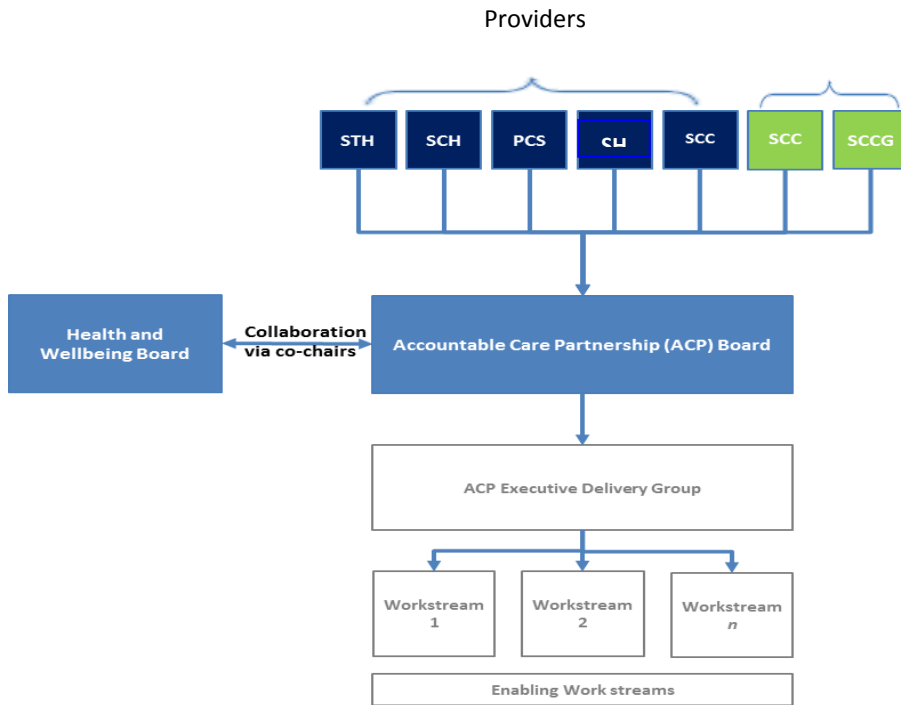 Providers
STH
SCH
PCS
SCC
SCC
SCCG
Health and
Wellbeing Board
Collaboration
via co-chairs
Accountable Care Partnership (ACP) Board
ACP Executive Delivery Group
Workstream
1
Workstream
2
Workstream
n
Enabling Work streams